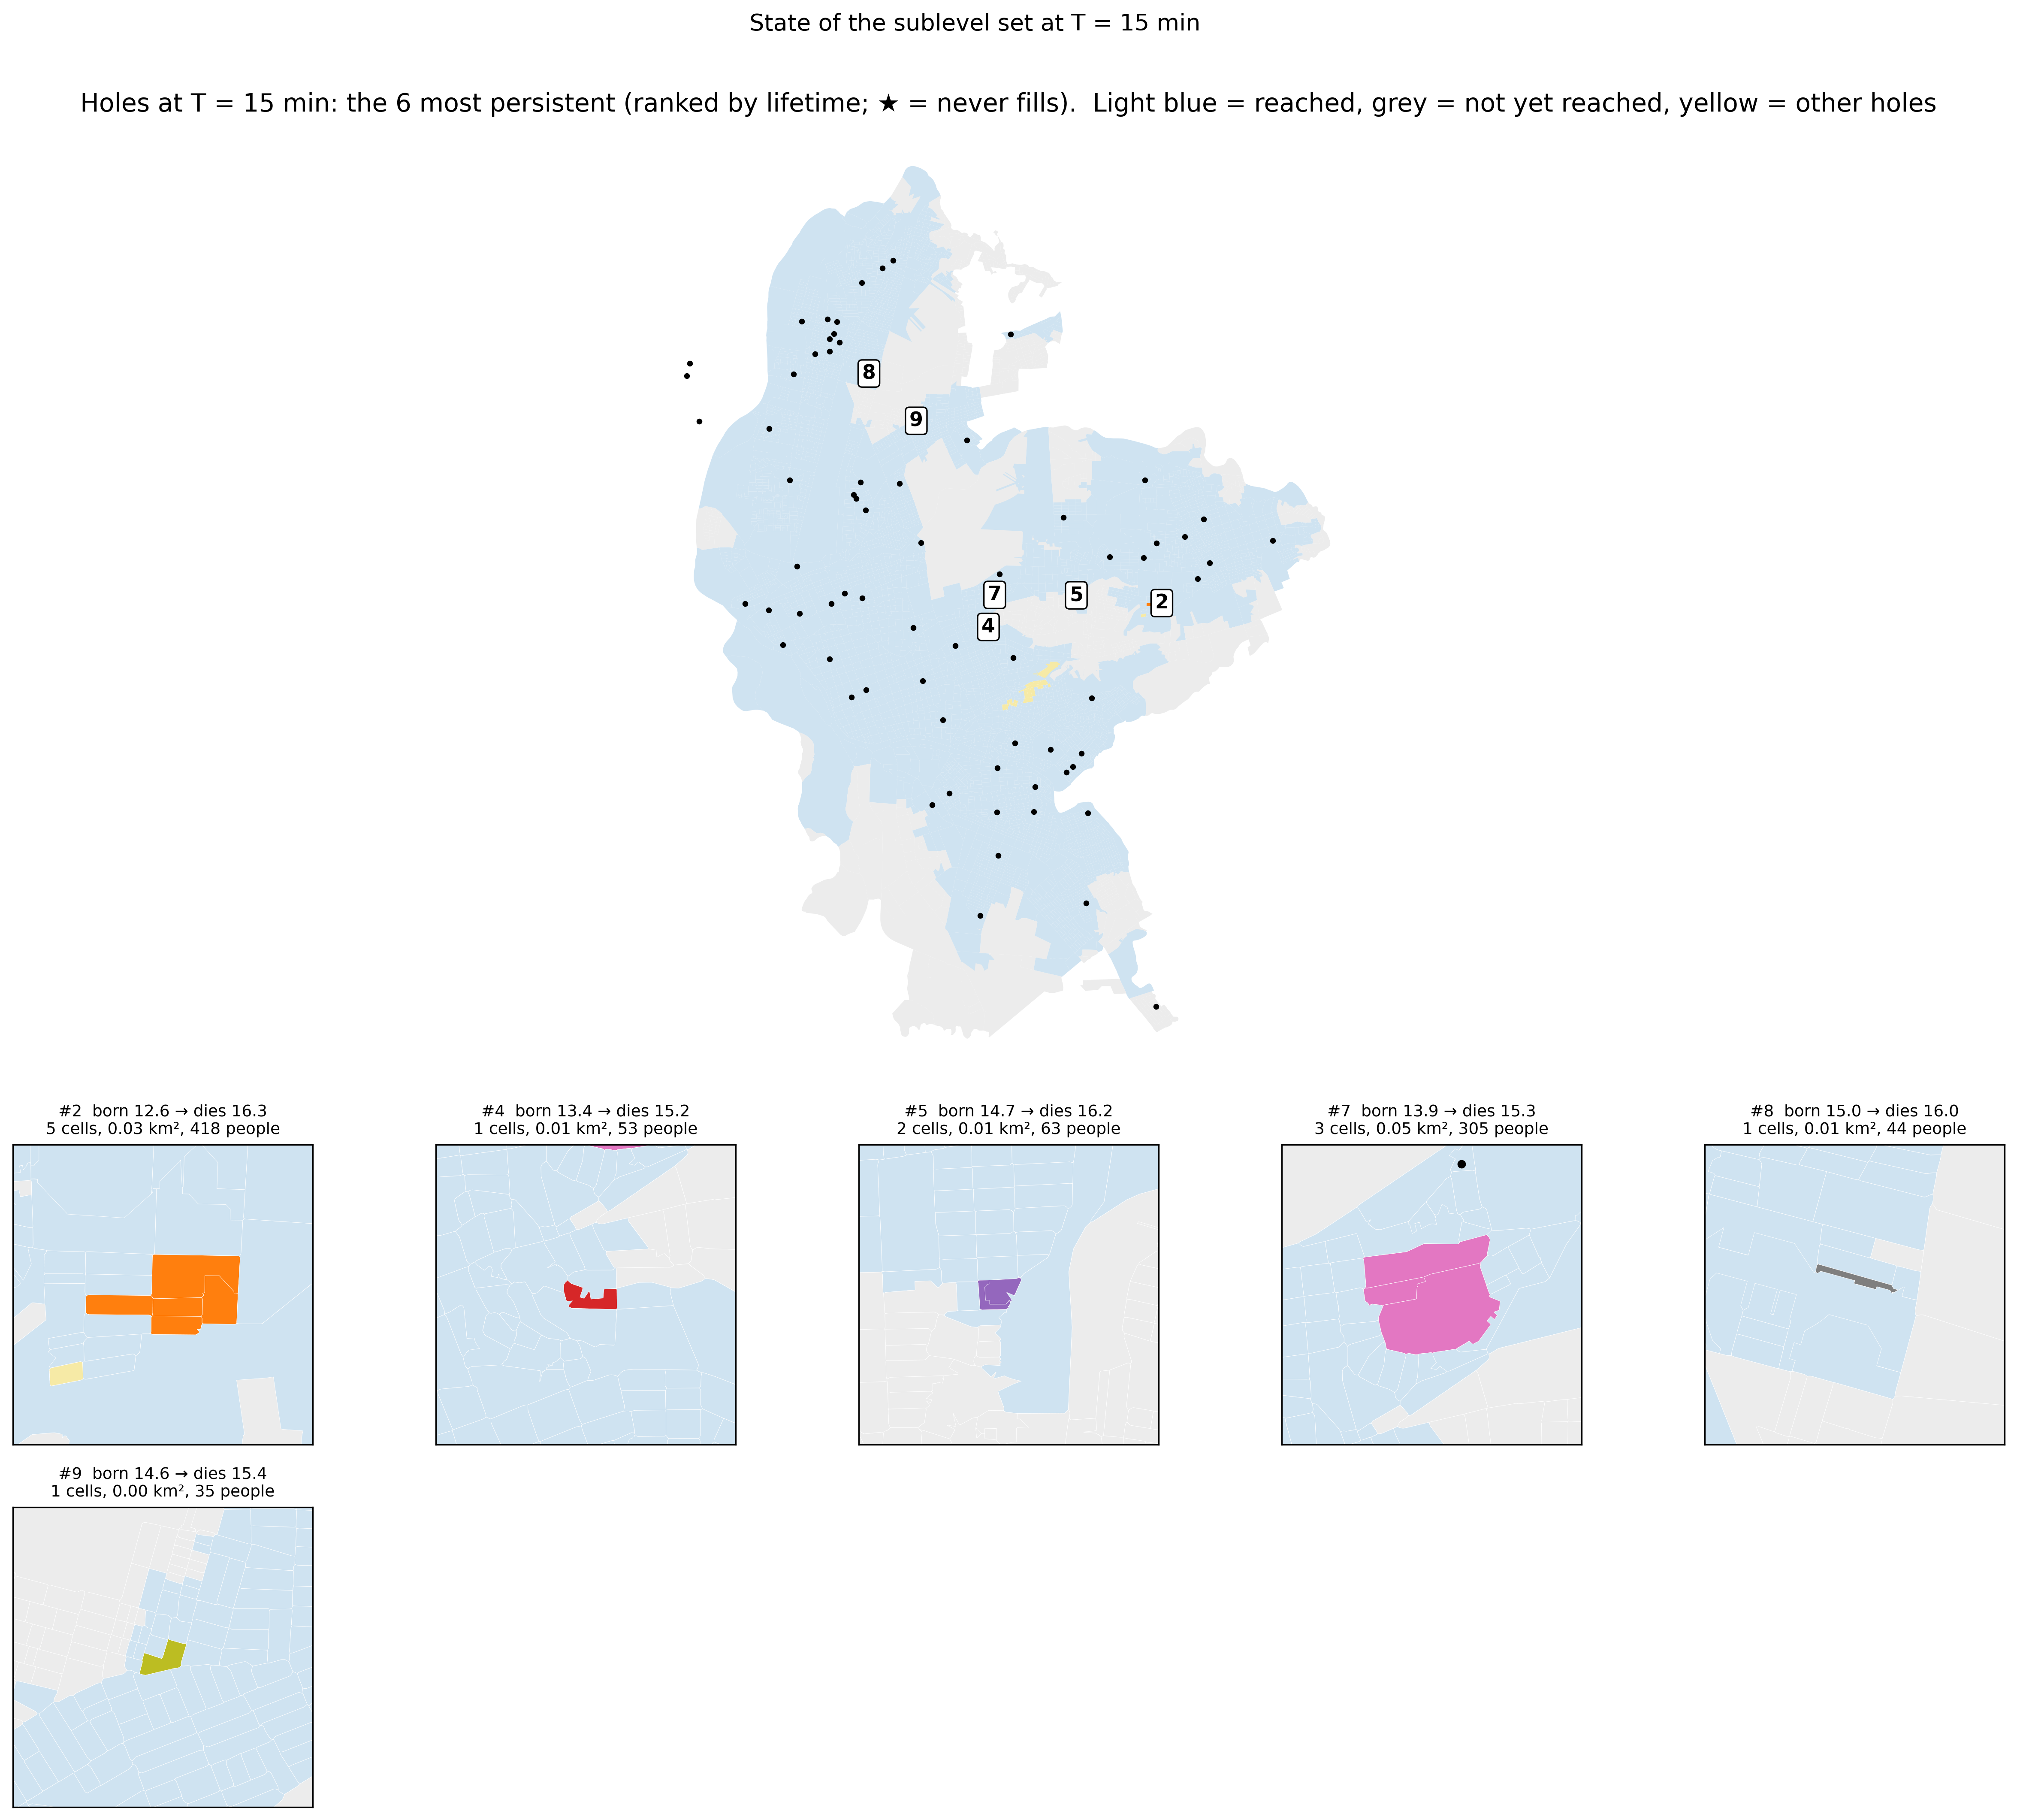 State of the sublevel set at T = 15 min
Holes at T = 15 min: the 6 most persistent (ranked by lifetime; ★ = never fills).  Light blue = reached, grey = not yet reached, yellow = other holes
8
9
7
5
2
4
#2  born 12.6 → dies 16.3
5 cells, 0.03 km², 418 people
#4  born 13.4 → dies 15.2
1 cells, 0.01 km², 53 people
#5  born 14.7 → dies 16.2
2 cells, 0.01 km², 63 people
#7  born 13.9 → dies 15.3
3 cells, 0.05 km², 305 people
#8  born 15.0 → dies 16.0
1 cells, 0.01 km², 44 people
#9  born 14.6 → dies 15.4
1 cells, 0.00 km², 35 people